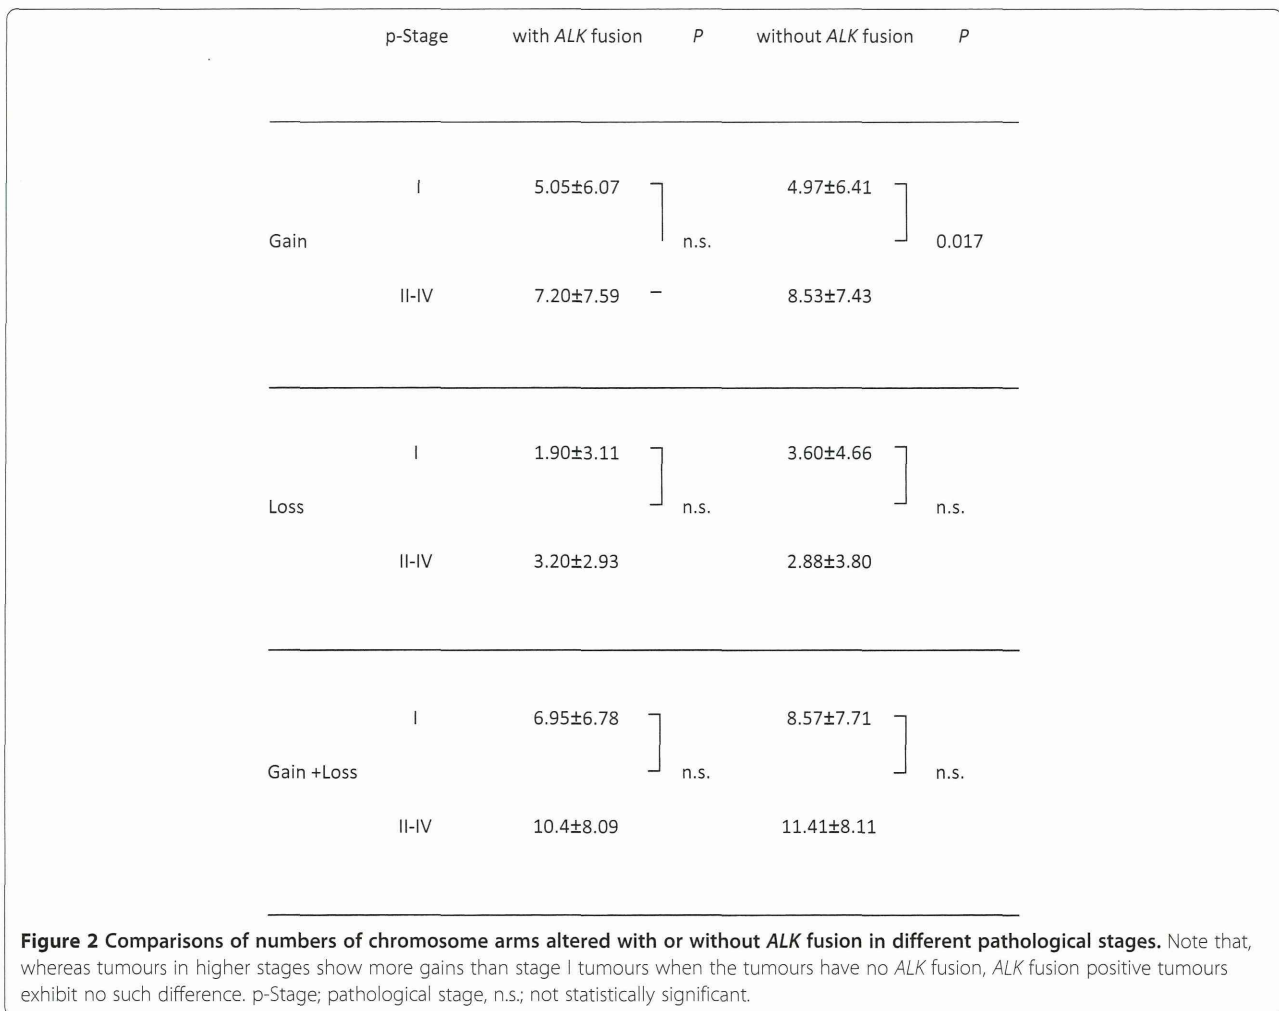 p-Stage with ALK fusion P without ALK fusion P
I 5.05±6.07 4.97±6.41
Gain n.s. 0.017
II-IV 7.20±7.59 8.53±7.43
I 1.90±3.11 3.60±4.66
Loss n.s. n.s.
II-IV 3.20±2.93 2.88±3.80
I 6.95±6.78 8.57±7.71
Gain +Loss n.s. n.s.
II-IV 10.4±8.09 11.41±8.11
Figure 2 Comparisons of numbers of chromosome arms altered with or without ALK fusion in different pathological stages. Note that,
whereas tumours in higher stages show more gains than stage I tumours when the tumours have no ALK fusion, ALK fusion positive tumours
exhibit no such difference. p-Stage; pathological stage, n.s.; not statistically significant.